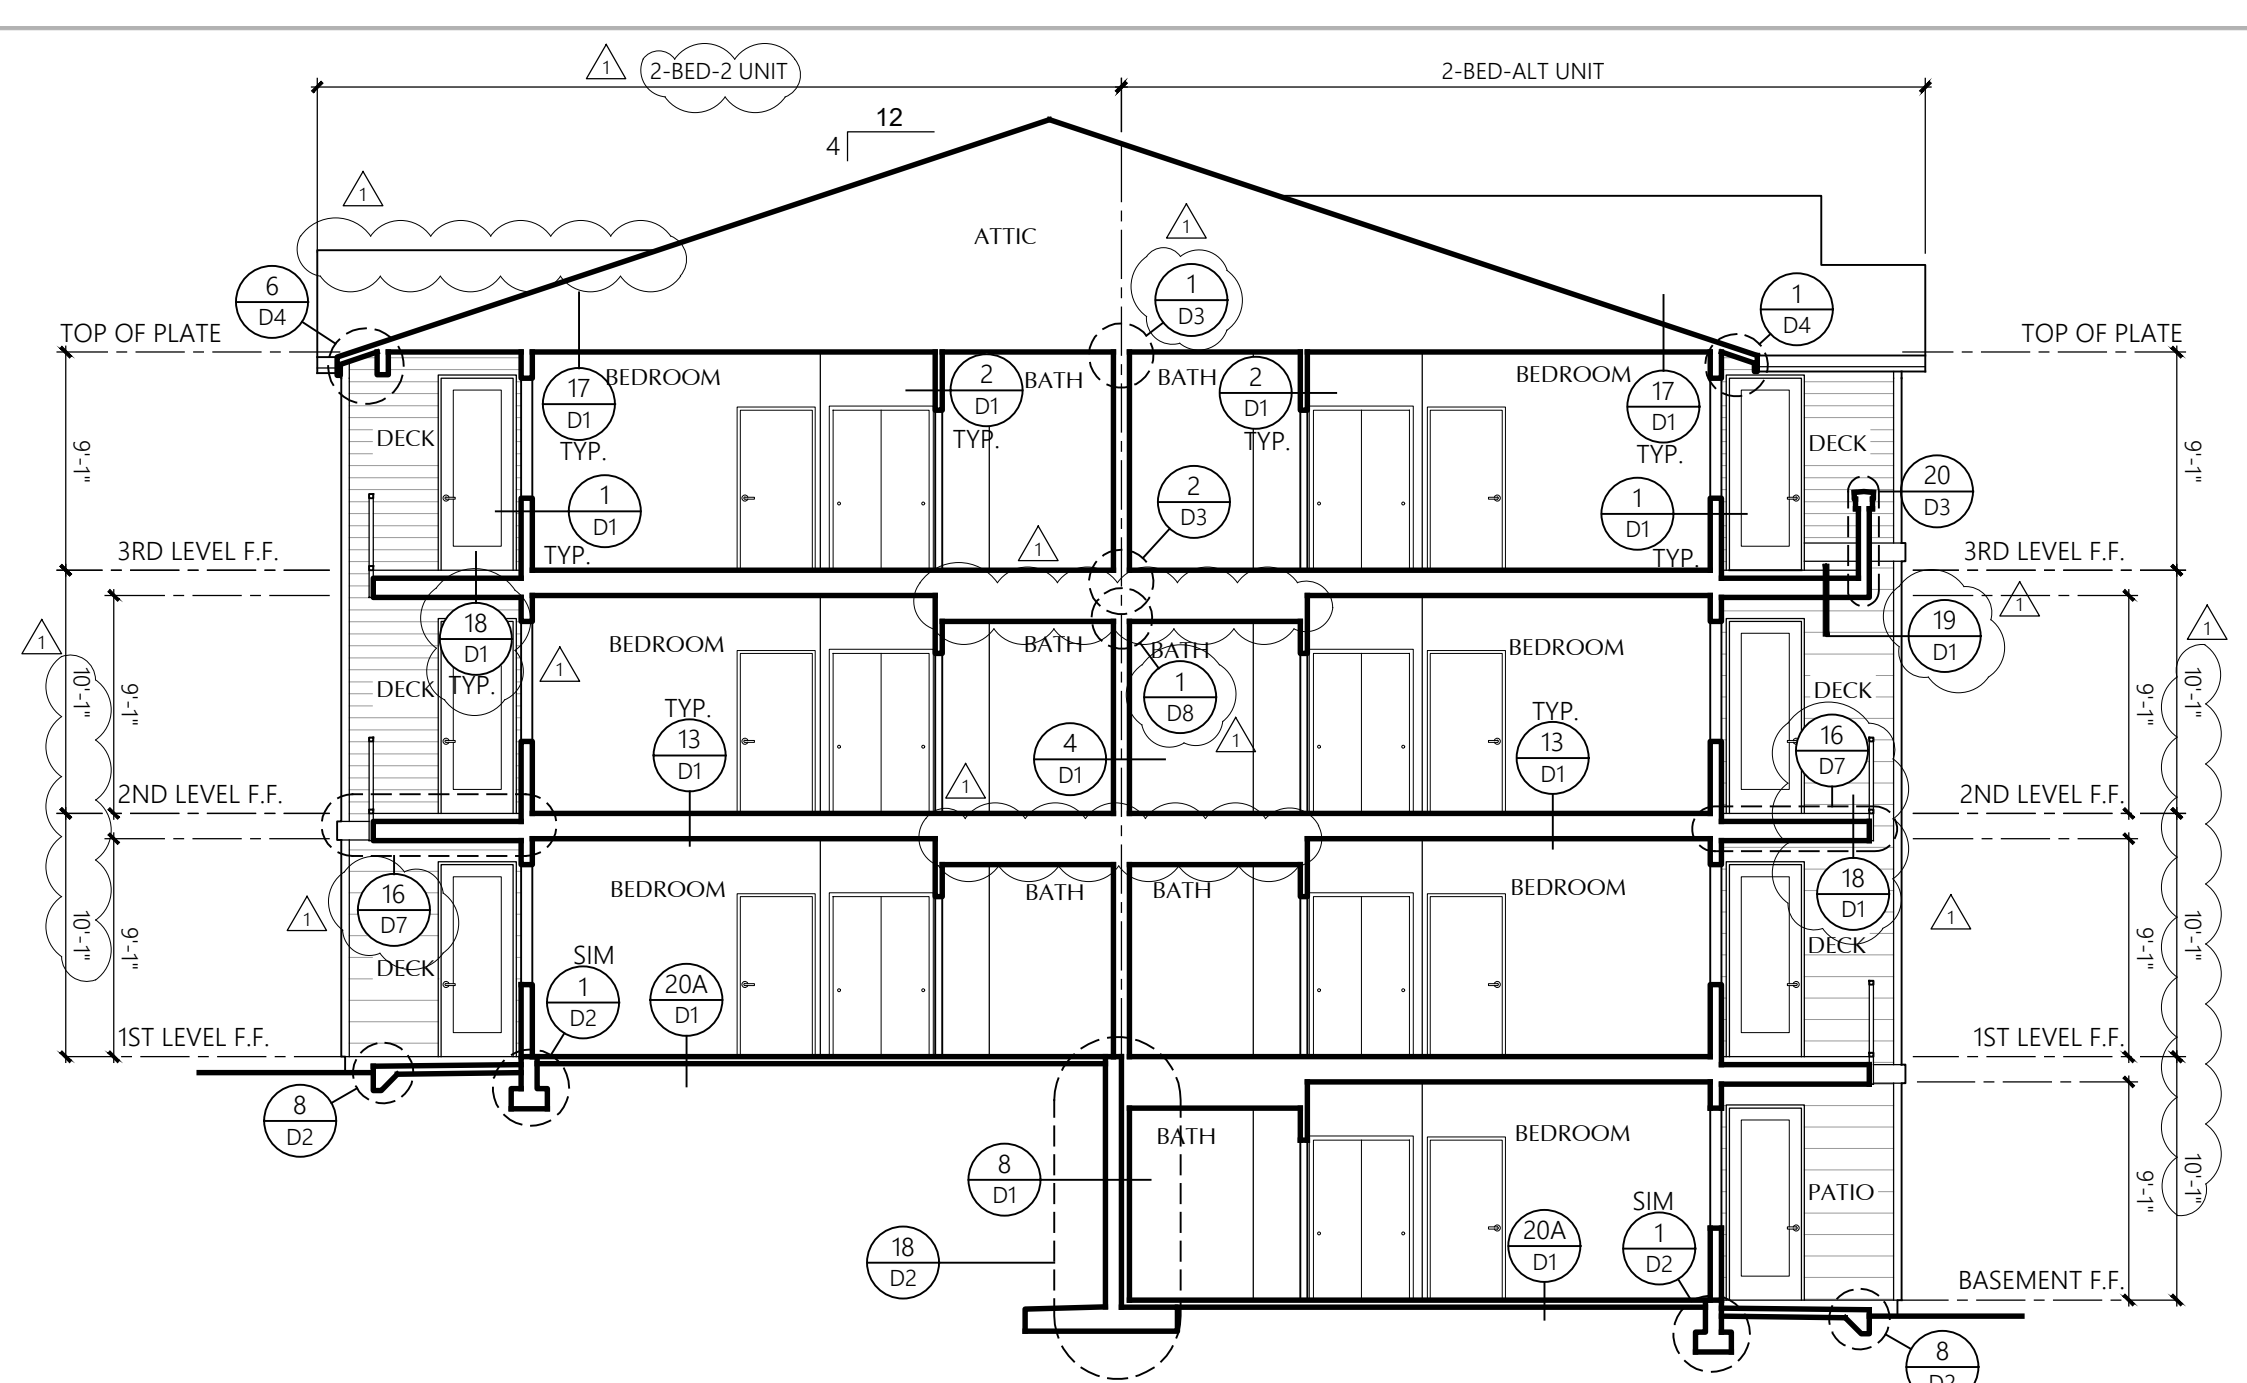 1
2-BED-2 UNIT
2-BED-ALT UNIT
12
4
1
ATTIC
1
6
D4
1
D3
1
D4
TOP OF PLATE
TOP OF PLATE
17
D1
TYP.
BEDROOM
2
D1
TYP.
BATH
BATH
2
D1
TYP.
BEDROOM
17
D1
TYP.
DECK
DECK
9'-1"
9'-1"
1
D1
TYP.
2
D3
1
D1
TYP.
20
D3
1
3RD LEVEL F.F.
3RD LEVEL F.F.
18
D1
TYP.
1
1
19
D1
1
1
BEDROOM
BATH
BATH
BEDROOM
DECK
DECK
10'-1"
9'-1"
9'-1"
10'-1"
1
D8
1
TYP.
13
D1
4
D1
TYP.
13
D1
16
D7
1
2ND LEVEL F.F.
2ND LEVEL F.F.
16
D7
1
BEDROOM
BATH
BATH
BEDROOM
18
D1
1
DECK
DECK
10'-1"
9'-1"
9'-1"
10'-1"
SIM
1
D2
20A
D1
1ST LEVEL F.F.
1ST LEVEL F.F.
8
D2
BATH
BEDROOM
8
D1
PATIO
9'-1"
10'-1"
18
D2
20A
D1
SIM
1
D2
BASEMENT F.F.
8
D2